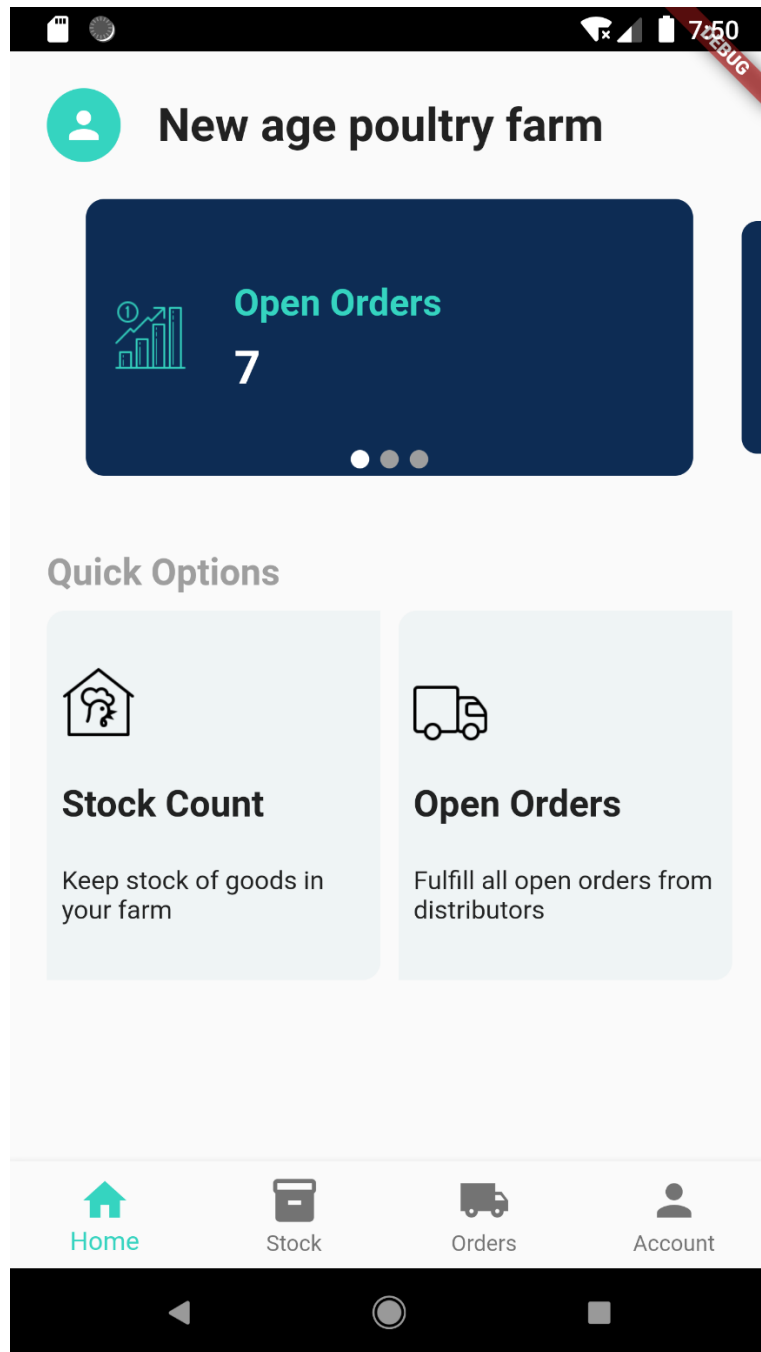 7:50
DEBUG
New age poultry farm
1
Open Orders
7
Quick Options
Stock Count
Keep stock of goods in
your farm
Open Orders
Fulfill all open orders from
distributors
Home
Stock
Orders
Account